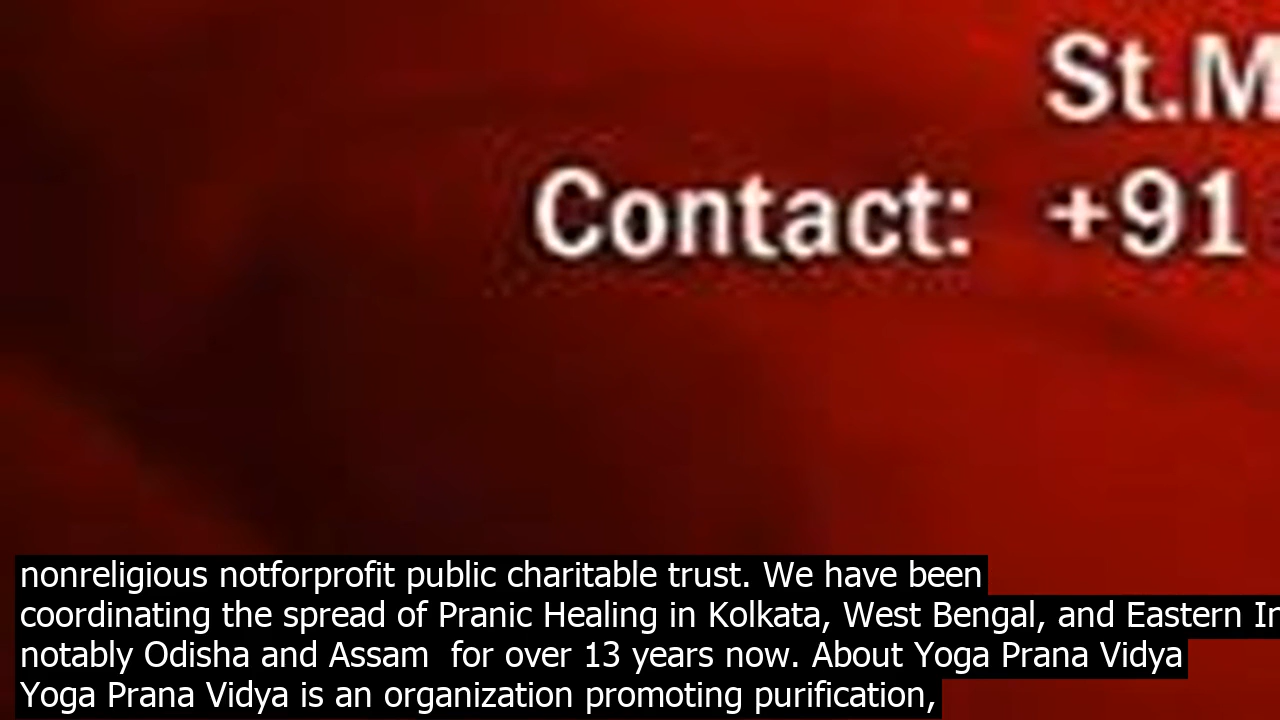 St.M
Contact: +91
nonreligious notforprofit public charitable trust. We have been
coordinating the spread of Pranic Healing in Kolkata, West Bengal, and Eastern In
notably Odisha and Assam  for over 13 years now. About Yoga Prana Vidya
Yoga Prana Vidya is an organization promoting purification,